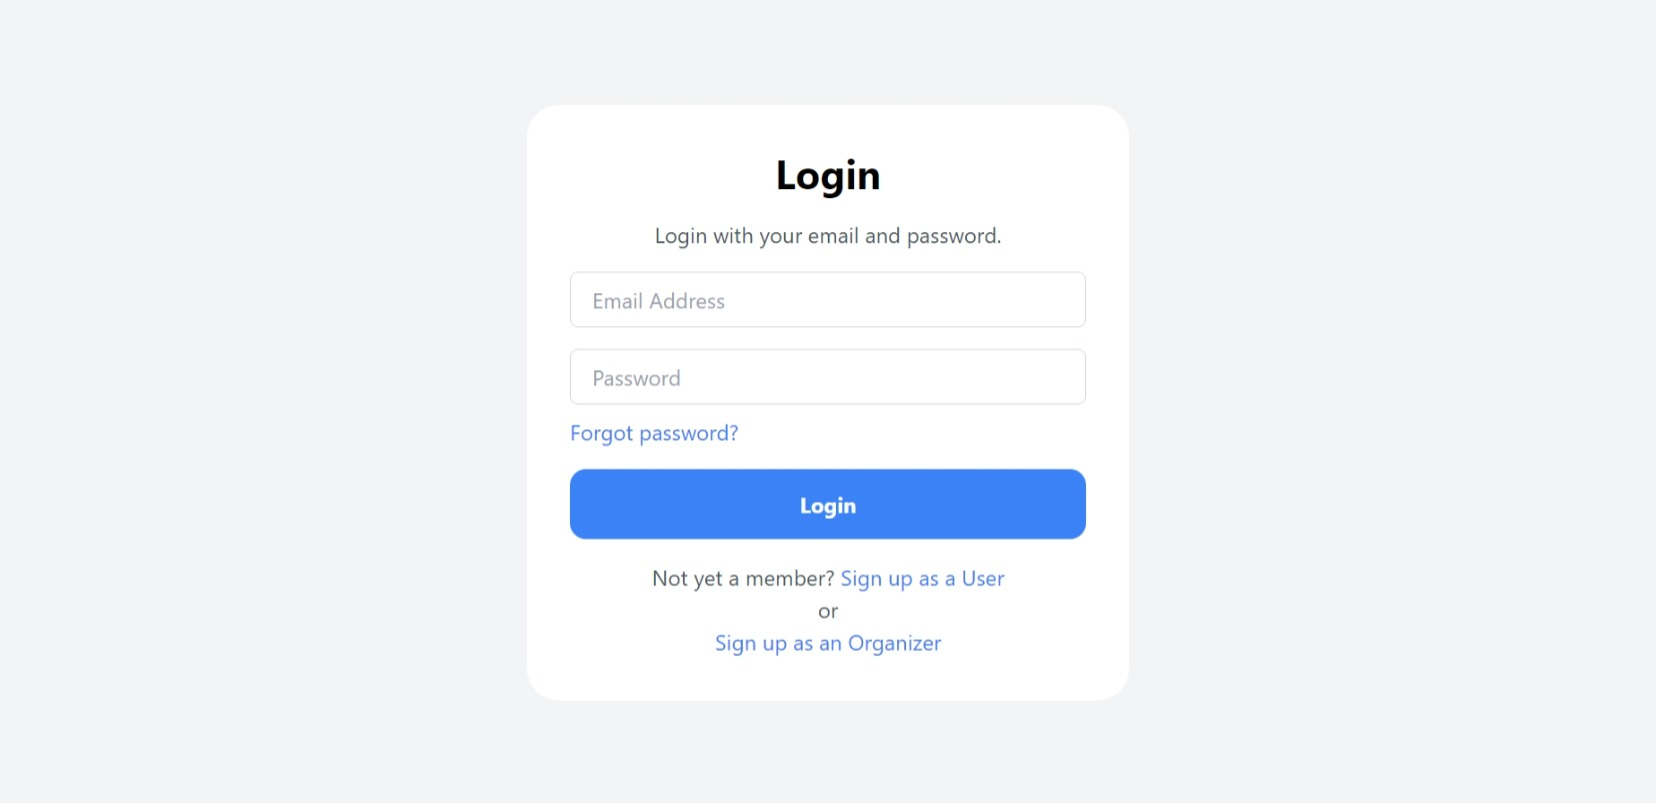 Login
Login with your email and password.
Email Address
Password
Forgot password?
Login
Not yet a member? Sign up as a User
or
Sign up as an Organizer